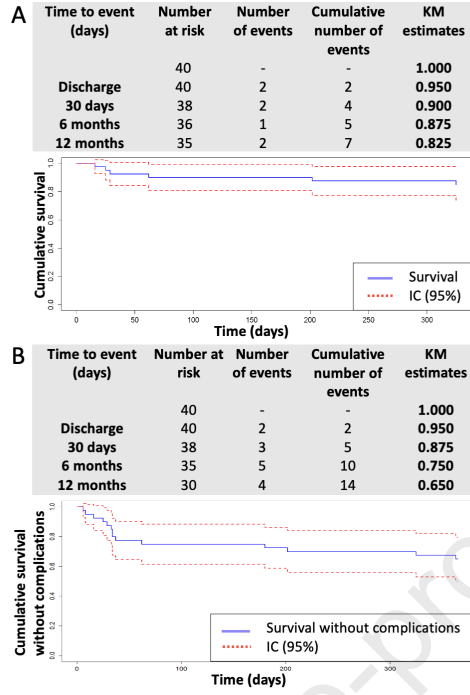 A
Time to event Number Number Cumulative KM
(days) at risk of events number of estimates
events
40 - - 1.000
Discharge 40 2 2 0.950
30 days 38 2 4 0.900
6 months 36 1 5 0.875
12 months 35 2 7 0.825
Cumulative survival
1.0
0.8
0.6
0.4
0.2
0.0
Survival
IC (95%)
0 50 100 150 200 250 300
Time (days)
B
Time to event Number at Number Cumulative KM
(days) risk of events number of estimates
events
40 - - 1.000
Discharge 40 2 2 0.950
30 days 38 3 5 0.875
6 months 35 5 10 0.750
12 months 30 4 14 0.650
Cumulative survival
without complications
1.0
0.8
0.6
0.4
0.2
0.0
Survival without complications
IC (95%)
0 100 200 300
Time (days)